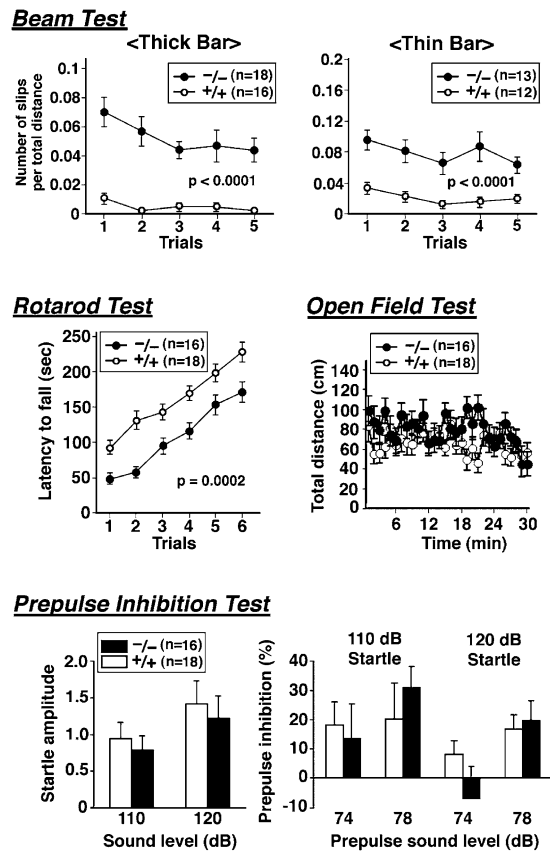 Beam Test
<Thick Bar>
<Thin Bar>
Number of slips
per total distance
0.1
0.08
0.06
0.04
0.02
0
−/− (n=18)
+/+ (n=16)
p < 0.0001
1 2 3 4 5
Trials
0.2
0.16
0.12
0.08
0.04
0
−/− (n=13)
+/+ (n=12)
p < 0.0001
1 2 3 4 5
Trials
Rotarod Test
Latency to fall (sec)
250
200
150
100
50
0
−/− (n=16)
+/+ (n=18)
p = 0.0002
1 2 3 4 5 6
Trials
Open Field Test
Total distance (cm)
140
120
100
80
60
40
20
0
−/− (n=16)
+/+ (n=18)
6 12 18 24 30
Time (min)
Prepulse Inhibition Test
Startle amplitude
2.0
1.5
1.0
0.5
0
−/− (n=16)
+/+ (n=18)
110 120
Sound level (dB)
Prepulse inhibition (%)
40
30
20
10
0
-10
110 dB
Startle
120 dB
Startle
74 78 74 78
Prepulse sound level (dB)